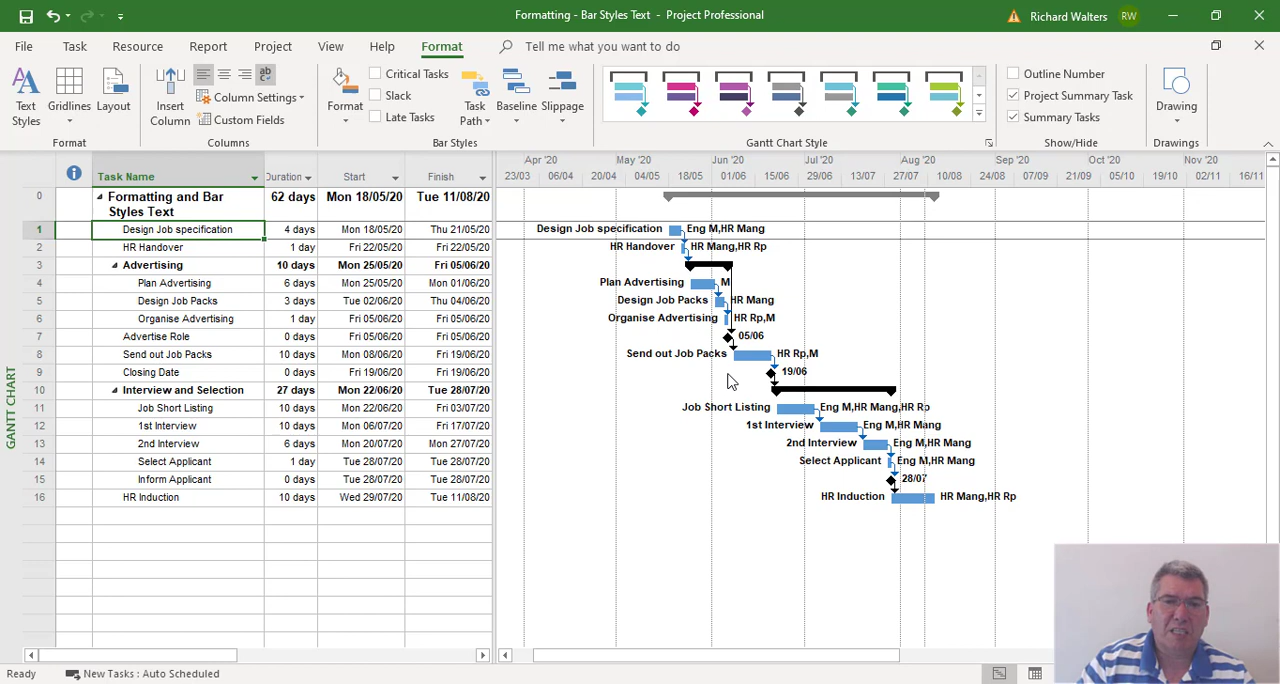 Formatting - Bar Styles Text - Project Professional
Richard Walters RW
File Task Resource Report Project View Help Format Tell me what you want to do
Text Styles
Gridlines
Layout
Format
Insert Column
Column Settings
Custom Fields
Columns
Format
Critical Tasks
Slack
Late Tasks
Task Path
Baseline
Slippage
Bar Styles
Gantt Chart Style
Outline Number
Project Summary Task
Summary Tasks
Show/Hide
Drawing
Drawings
Task Name Duration Start Finish
Apr '20 May '20 Jun '20 Jul '20 Aug '20 Sep '20 Oct '20 Nov '20
23/03 06/04 20/04 04/05 18/05 01/06 15/06 29/06 13/07 27/07 10/08 24/08 07/09 21/09 05/10 19/10 02/11 16/11
0 Formatting and Bar Styles Text 62 days Mon 18/05/20 Tue 11/08/20
1 Design Job specification 4 days Mon 18/05/20 Thu 21/05/20 Design Job specification Eng M,HR Mang
2 HR Handover 1 day Fri 22/05/20 Fri 22/05/20 HR Handover HR Mang,HR Rp
3 Advertising 10 days Mon 25/05/20 Fri 05/06/20
4 Plan Advertising 6 days Mon 25/05/20 Mon 01/06/20 Plan Advertising M
5 Design Job Packs 3 days Tue 02/06/20 Thu 04/06/20 Design Job Packs HR Mang
6 Organise Advertising 1 day Fri 05/06/20 Fri 05/06/20 Organise Advertising HR Rp,M
7 Advertise Role 0 days Fri 05/06/20 Fri 05/06/20 05/06
8 Send out Job Packs 10 days Mon 08/06/20 Fri 19/06/20 Send out Job Packs HR Rp,M
9 Closing Date 0 days Fri 19/06/20 Fri 19/06/20 19/06
10 Interview and Selection 27 days Mon 22/06/20 Tue 28/07/20
11 Job Short Listing 10 days Mon 22/06/20 Fri 03/07/20 Job Short Listing Eng M,HR Mang,HR Rp
12 1st Interview 10 days Mon 06/07/20 Fri 17/07/20 1st Interview Eng M,HR Mang
13 2nd Interview 6 days Mon 20/07/20 Mon 27/07/20 2nd Interview Eng M,HR Mang
14 Select Applicant 1 day Tue 28/07/20 Tue 28/07/20 Select Applicant Eng M,HR Mang
15 Inform Applicant 0 days Tue 28/07/20 Tue 28/07/20 28/07
16 HR Induction 10 days Wed 29/07/20 Tue 11/08/20 HR Induction HR Mang,HR Rp
GANTT CHART
Ready New Tasks : Auto Scheduled